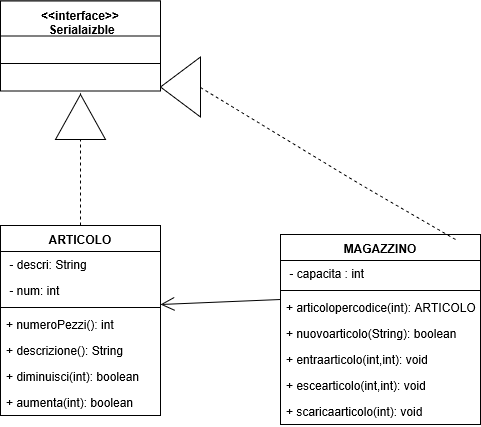 <<interface>>
Serialaizble
ARTICOLO
- descri: String
- num: int
+ numeroPezzi(): int
+ descrizione(): String
+ diminuisci(int): boolean
+ aumenta(int): boolean
MAGAZZINO
- capacita : int
+ articolopercodice(int): ARTICOLO
+ nuovoarticolo(String): boolean
+ entraarticolo(int,int): void
+ escearticolo(int,int): void
+ scaricaarticolo(int): void